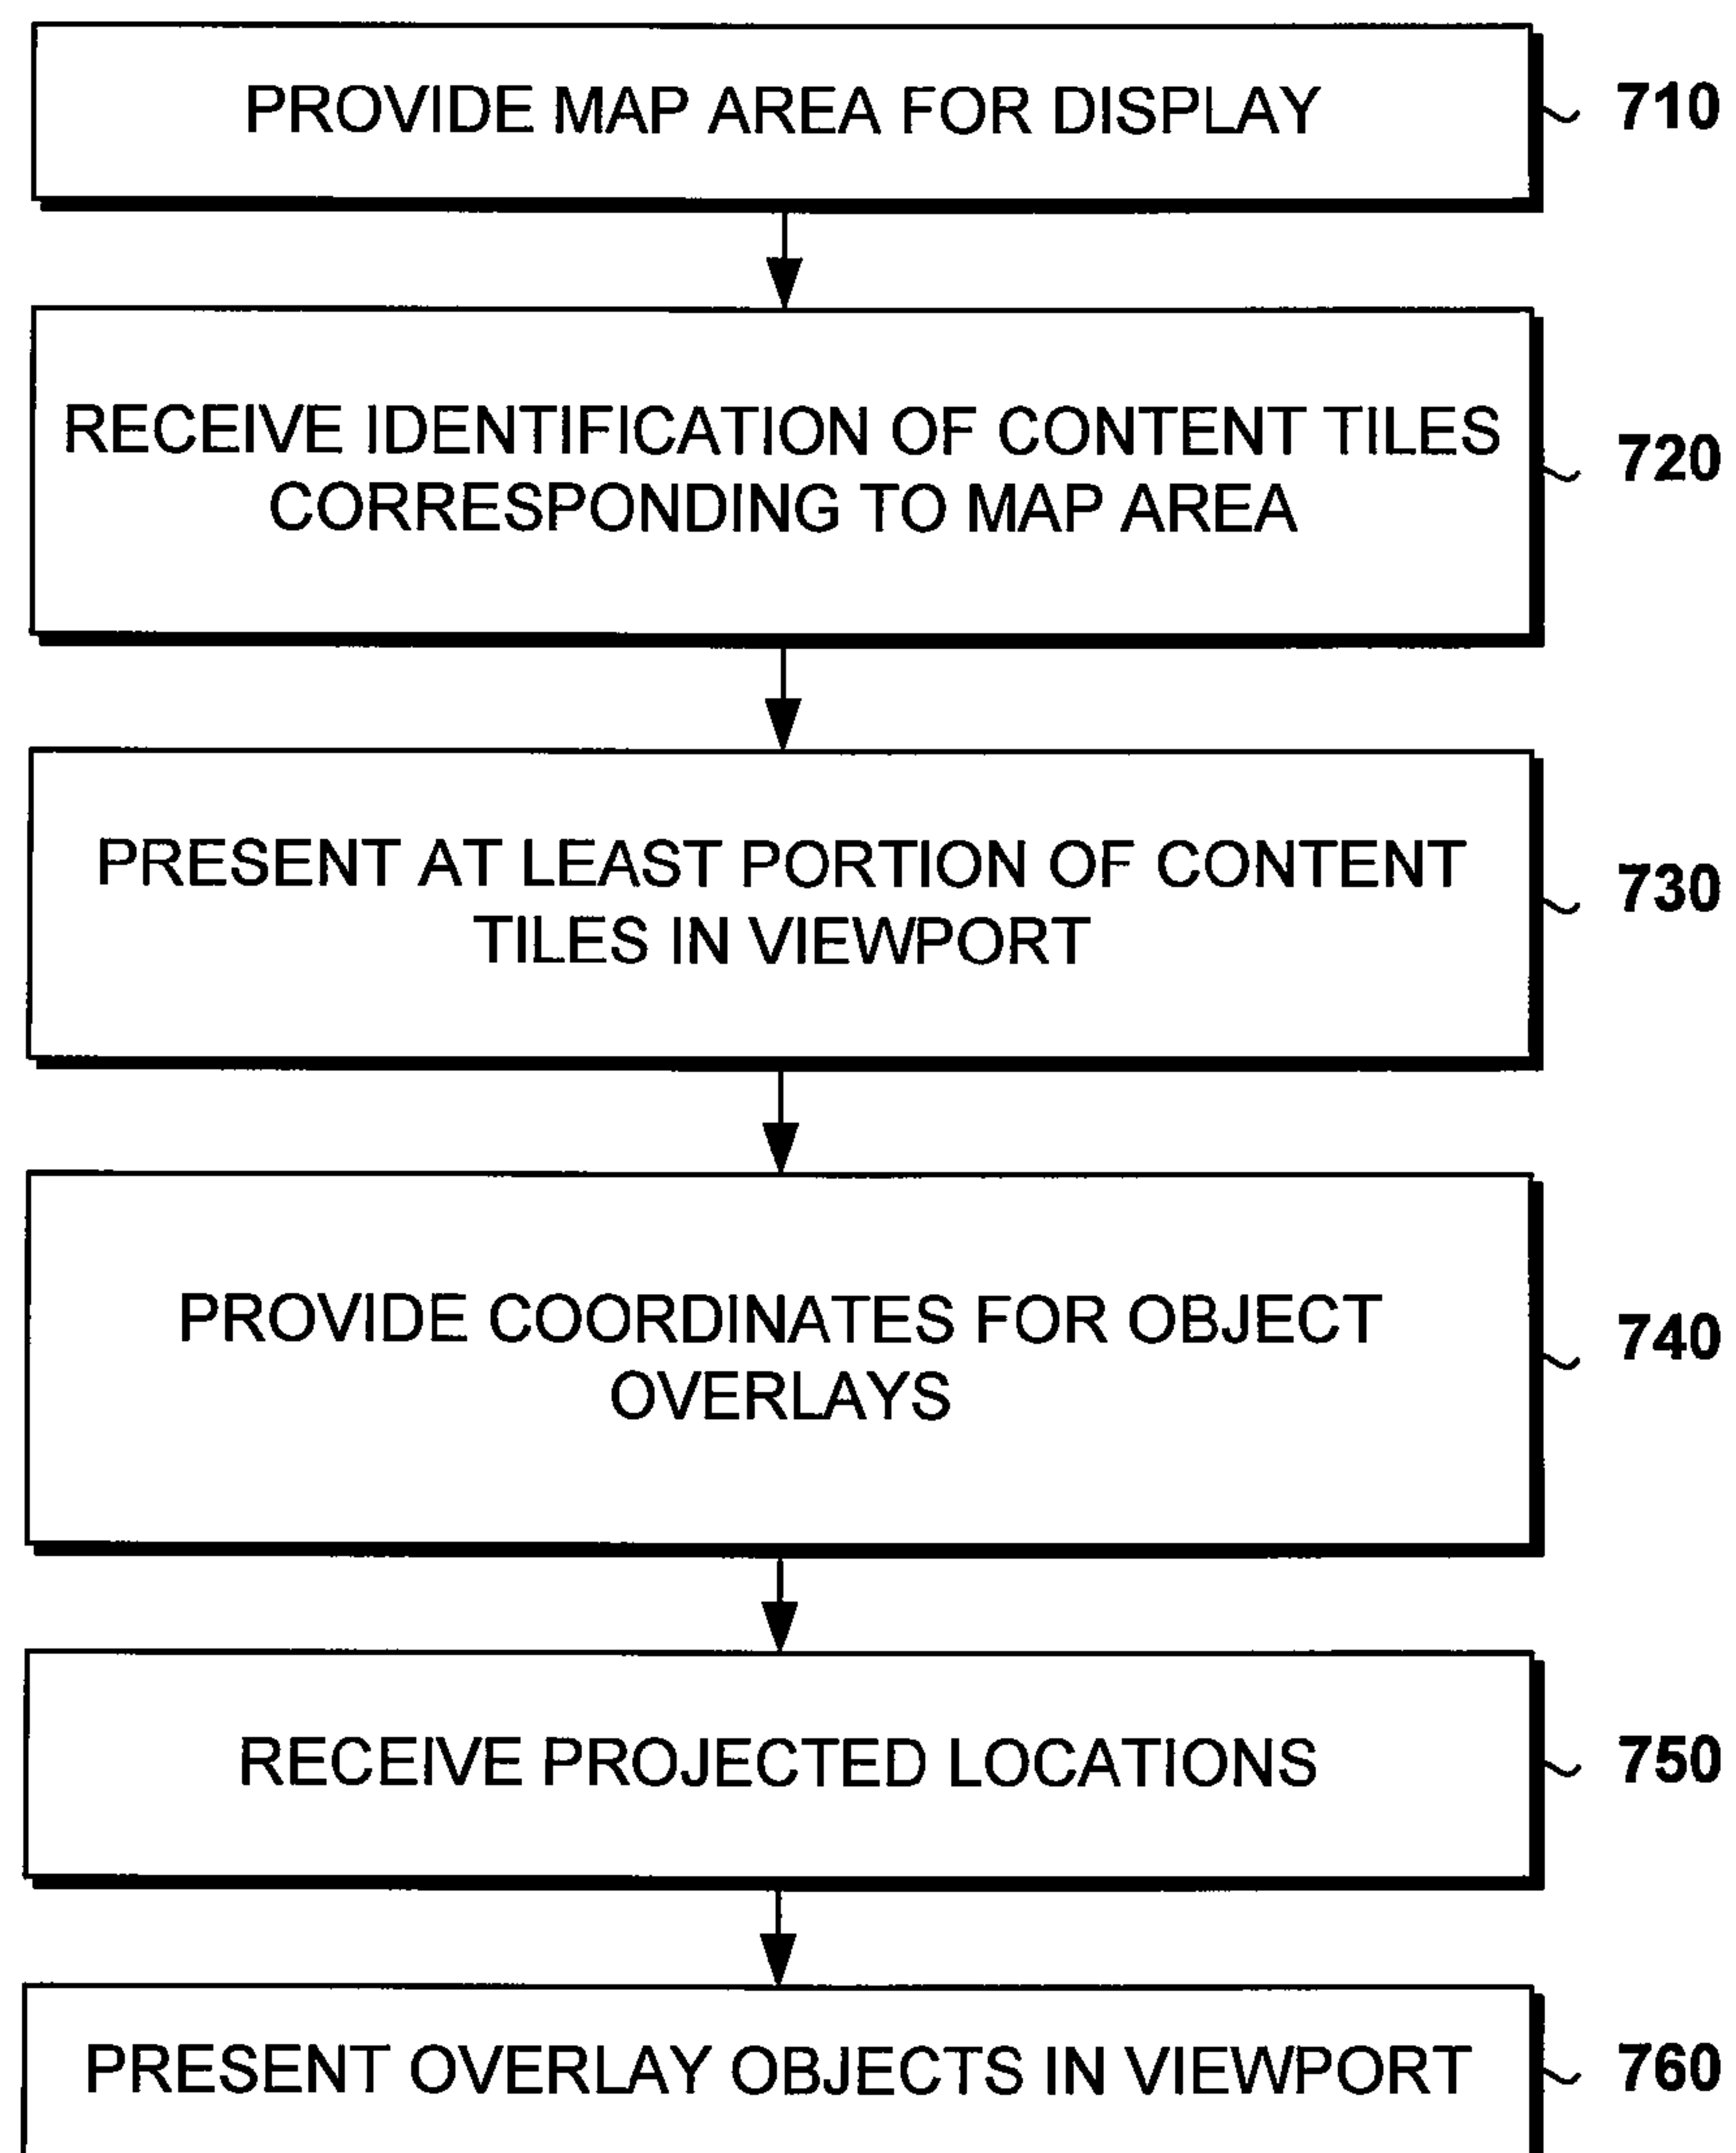 PROVIDE MAP AREA FOR DISPLAY
710
RECEIVE IDENTIFICATION OF CONTENT TILES
CORRESPONDING TO MAP AREA
720
PRESENT AT LEAST PORTION OF CONTENT
TILES IN VIEWPORT
730
PROVIDE COORDINATES FOR OBJECT
OVERLAYS
740
RECEIVE PROJECTED LOCATIONS
750
PRESENT OVERLAY OBJECTS IN VIEWPORT
760